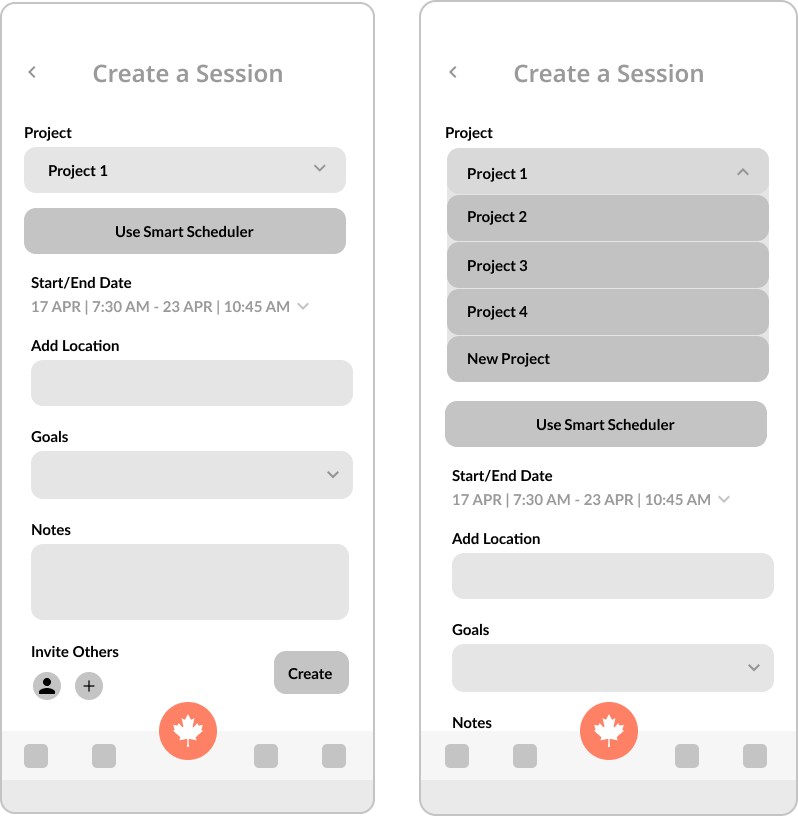 Create a Session
Project
Project 1
Use Smart Scheduler
Start/End Date
17 APR | 7:30 AM - 23 APR | 10:45 AM
Add Location
Goals
Notes
Invite Others
Create
Create a Session
Project
Project 1
Project 2
Project 3
Project 4
New Project
Use Smart Scheduler
Start/End Date
17 APR | 7:30 AM - 23 APR | 10:45 AM
Add Location
Goals
Notes